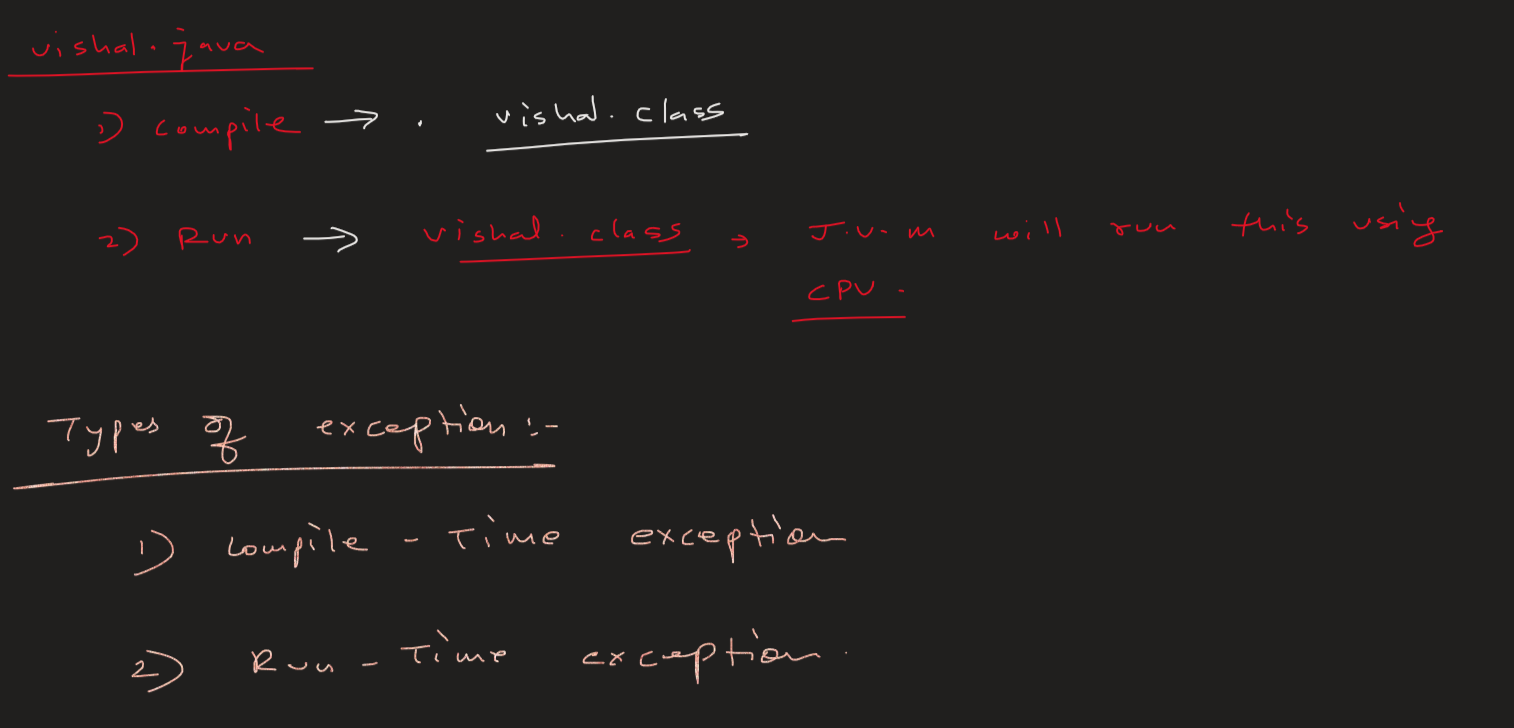 vishal.java
1) compile → . vishal.class
2) Run → vishal.class → J.V.M will run this using
CPU.
Types of exception :-
1) Compile - Time exception
2) Run - Time exception.